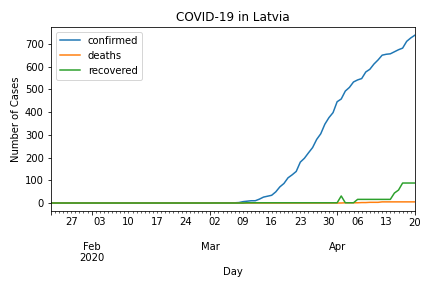 COVID-19 in Latvia
confirmed
deaths
recovered
Number of Cases
700
600
500
400
300
200
100
0
27 03 10 17 24 02 09 16 23 30 06 13 20
Feb Mar Apr
2020
Day